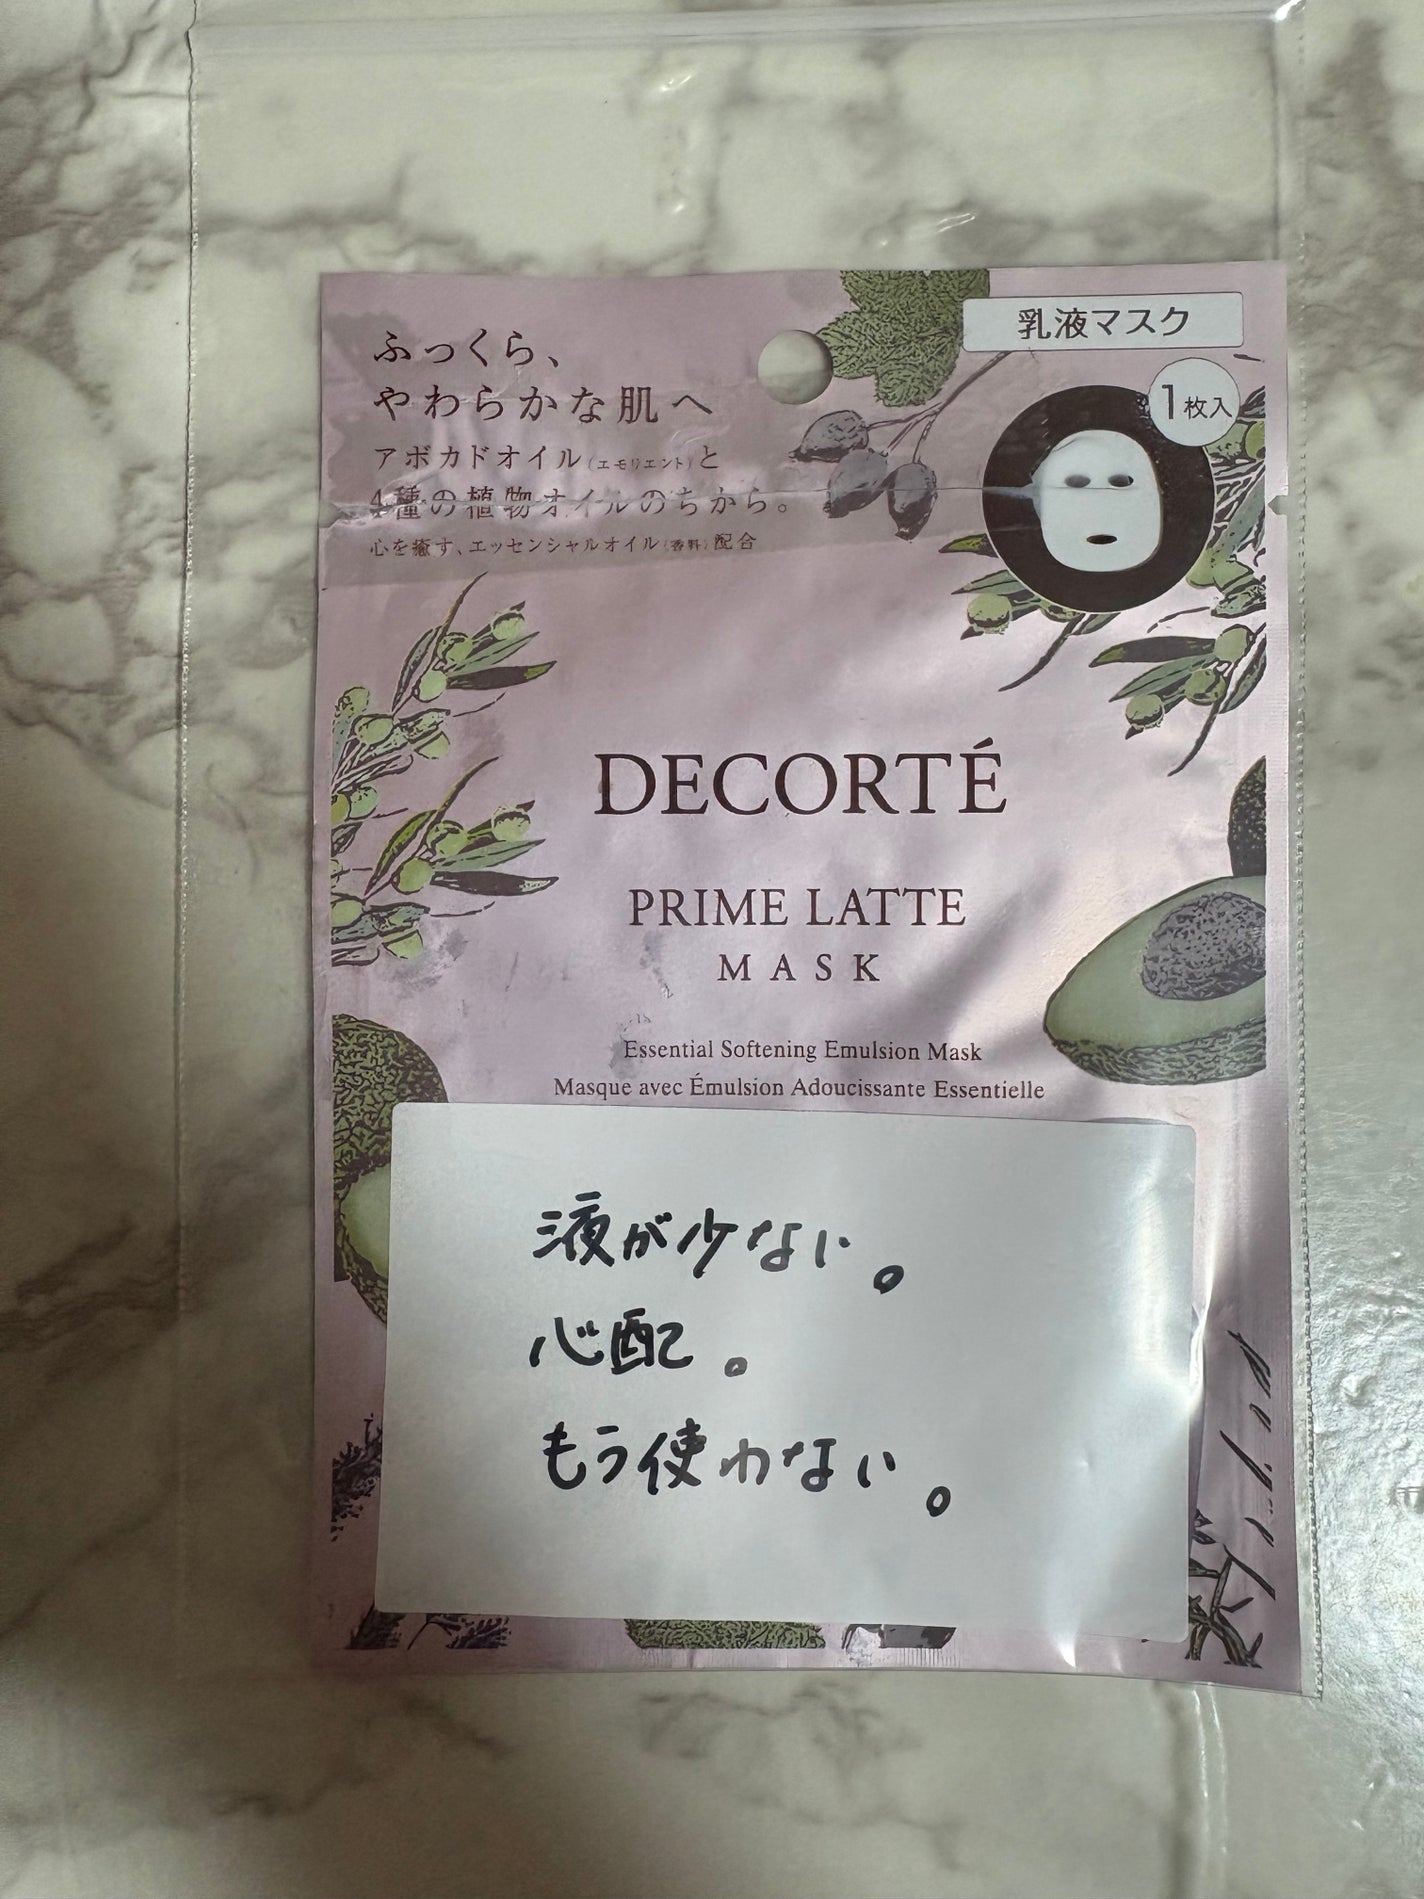 ふっくら、
やわらかな肌へ
アボカドオイル(エモリエント)と
4種の植物オイルのちから。
心を癒す、エッセンシャルオイル(香料)配合
乳液マスク
1枚入
DECORTÉ
PRIME LATTE
MASK
Essential Softening Emulsion Mask
Masque avec Émulsion Adoucissante Essentielle
液が少ない。
心配。
もう使わない。